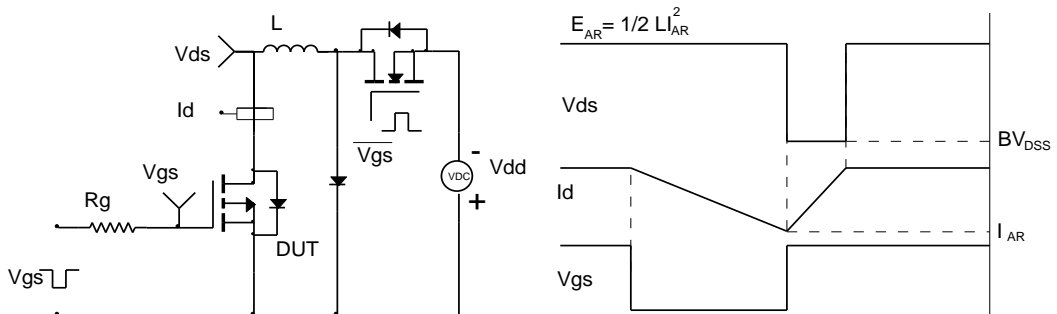 L
Vds
Id
Vgs
Vgs
Rg
DUT
Vgs
-
VDC
+
Vdd
E_AR = 1/2 LI_AR^2
Vds
BV_DSS
Id
I_AR
Vgs